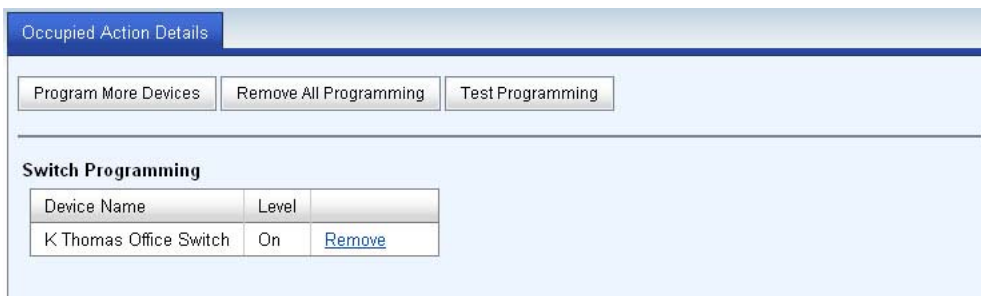 Occupied Action Details
Program More Devices Remove All Programming Test Programming
Switch Programming
Device Name Level
K Thomas Office Switch On Remove